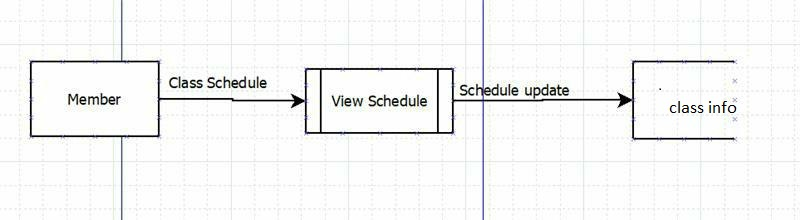 Member
Class Schedule
View Schedule
Schedule update
class info